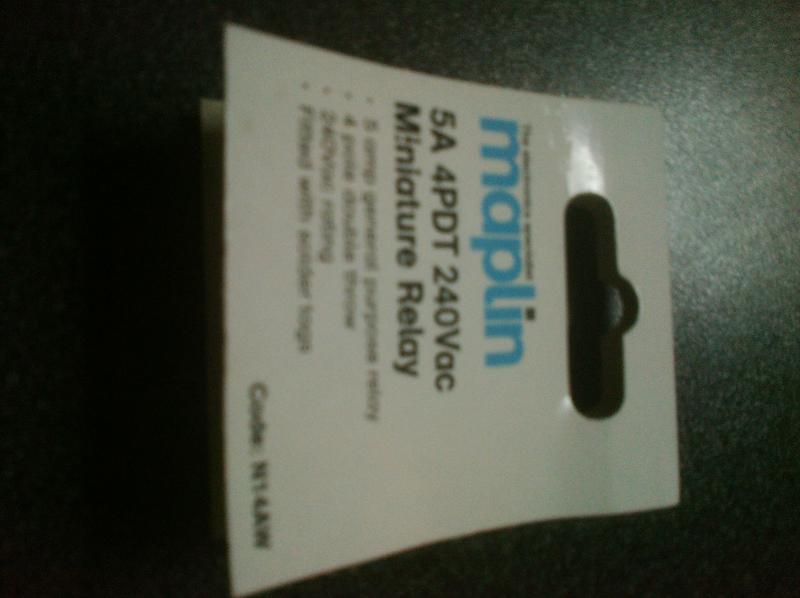 The electronics specialist
maplin
5A 4PDT 240Vac
Miniature Relay
· 5 amp general purpose relay
· 4 pole double throw
· 240Vac rating
· Fitted with solder tags
Code: N14AW